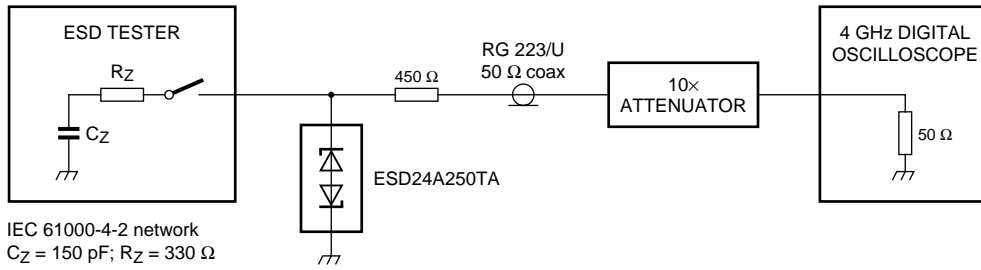 ESD TESTER
RZ
CZ
450 Ω
RG 223/U
50 Ω coax
10×
ATTENUATOR
4 GHz DIGITAL
OSCILLOSCOPE
50 Ω
ESD24A250TA
IEC 61000-4-2 network
CZ = 150 pF; RZ = 330 Ω